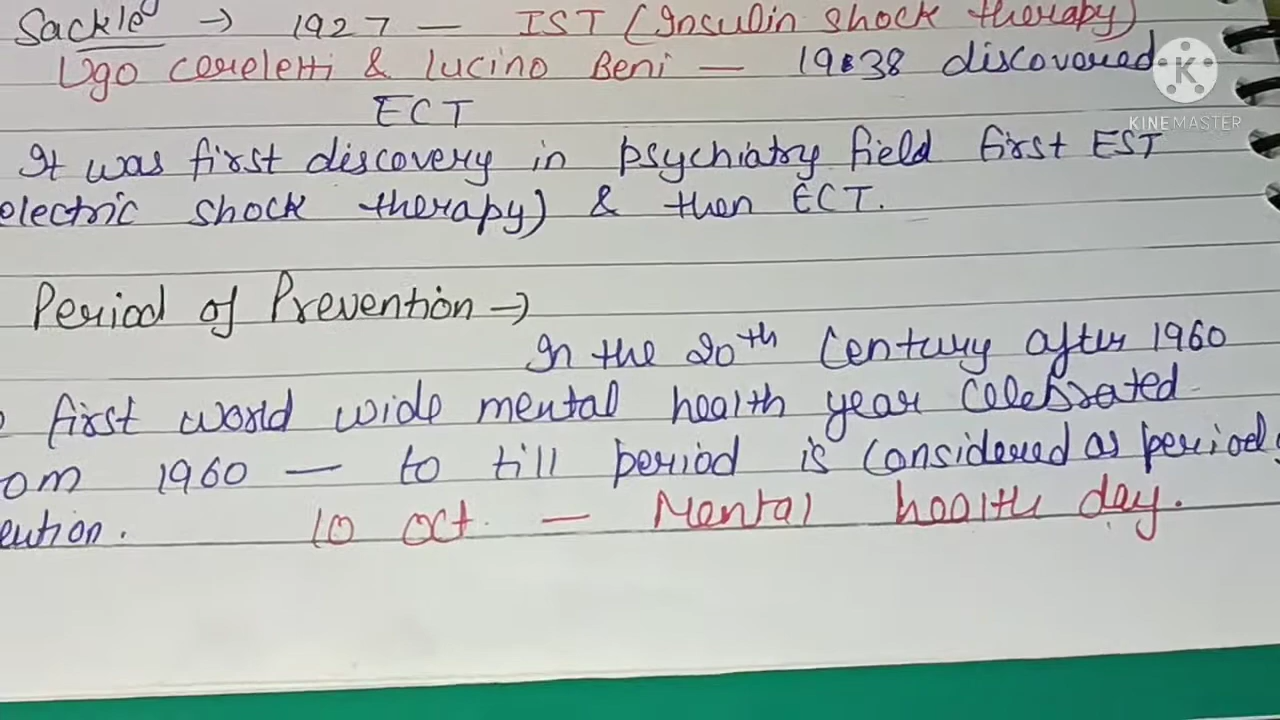 Sackle → 1927 — IST (Insulin shock therapy)
Ugo cereletti & Lucino Beni — 1938 discovered
ECT
KINEMASTER
It was first discovery in psychiatry field first EST
electric shock therapy) & then ECT.
Period of Prevention →
In the 20th Century after 1960
first world wide mental health year celebrated
om 1960 — to till period is considered as period
ention. 10 oct. — Mental health day.